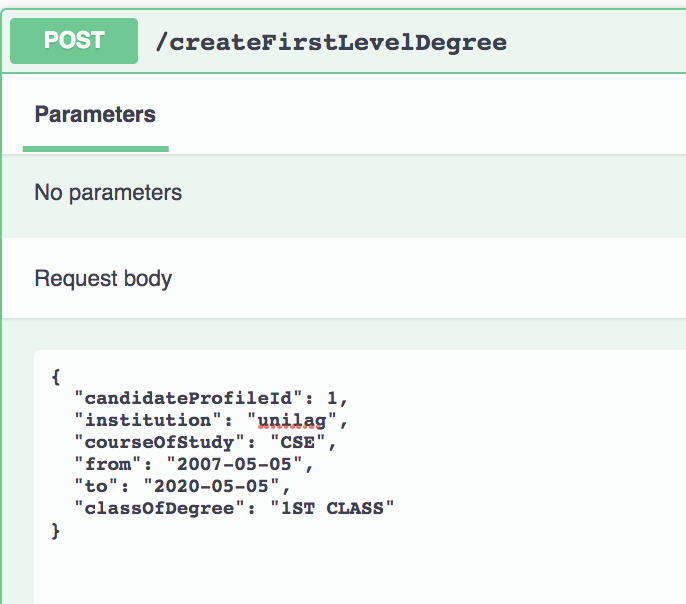 POST /createFirstLevelDegree
Parameters
No parameters
Request body
{
  "candidateProfileId": 1,
  "institution": "unilag",
  "courseOfStudy": "CSE",
  "from": "2007-05-05",
  "to": "2020-05-05",
  "classOfDegree": "1ST CLASS"
}